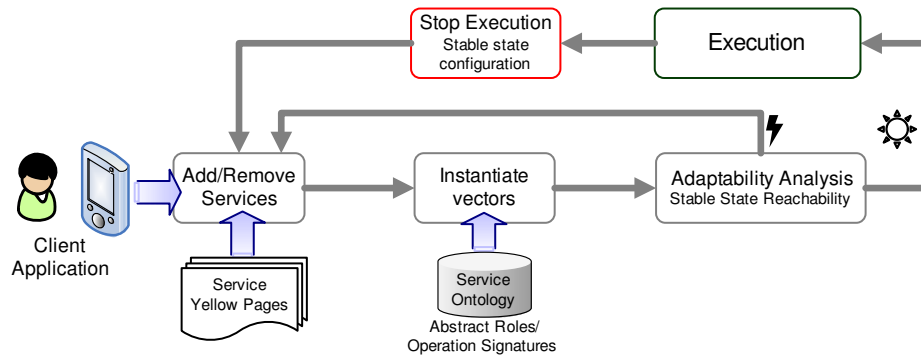 Stop Execution
Stable state
configuration
Execution
Add/Remove
Services
Instantiate
vectors
Adaptability Analysis
Stable State Reachability
Client
Application
Service
Yellow Pages
Service
Ontology
Abstract Roles/
Operation Signatures